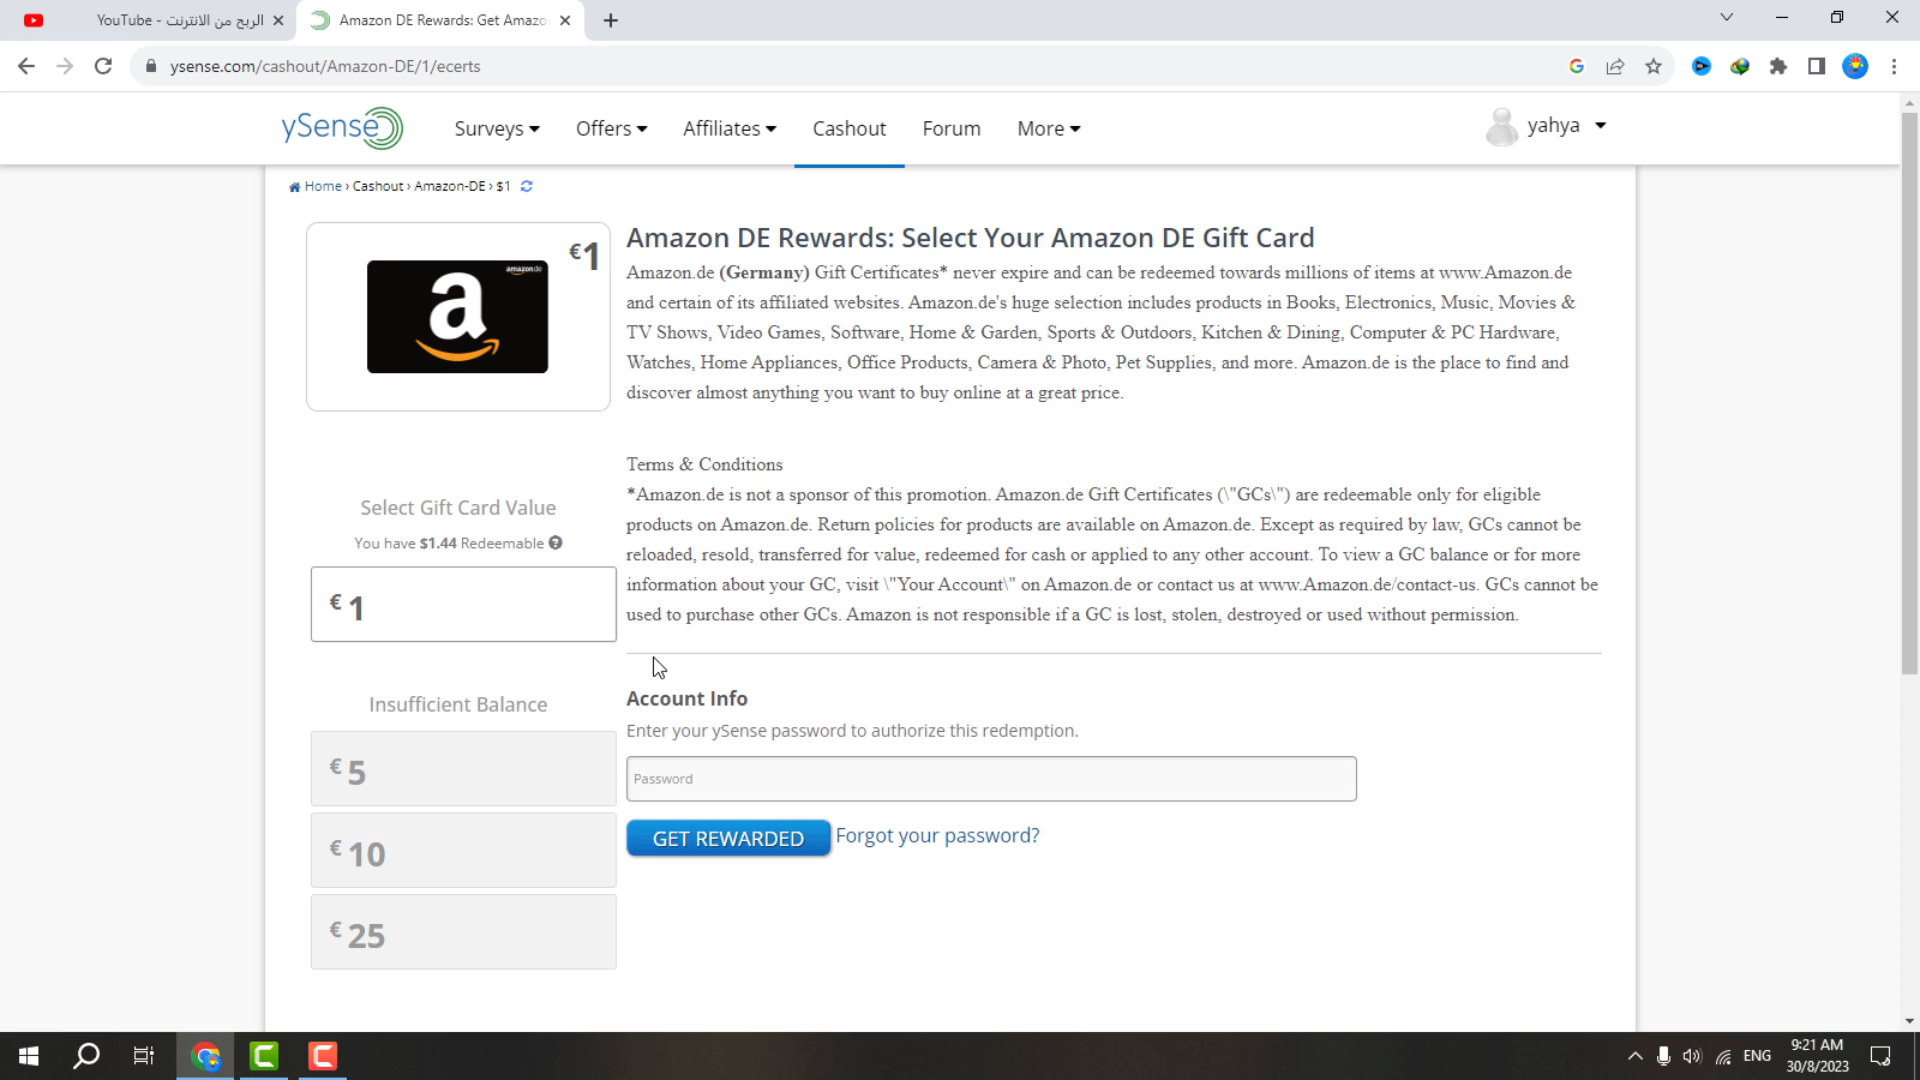 YouTube - الربح من الانترنت
Amazon DE Rewards: Get Amazo
ysense.com/cashout/Amazon-DE/1/ecerts
ySense
Surveys
Offers
Affiliates
Cashout
Forum
More
yahya
Home › Cashout › Amazon-DE › $1
€1
amazon.de
a
Amazon DE Rewards: Select Your Amazon DE Gift Card
Amazon.de (Germany) Gift Certificates* never expire and can be redeemed towards millions of items at www.Amazon.de
and certain of its affiliated websites. Amazon.de's huge selection includes products in Books, Electronics, Music, Movies &
TV Shows, Video Games, Software, Home & Garden, Sports & Outdoors, Kitchen & Dining, Computer & PC Hardware,
Watches, Home Appliances, Office Products, Camera & Photo, Pet Supplies, and more. Amazon.de is the place to find and
discover almost anything you want to buy online at a great price.
Terms & Conditions
*Amazon.de is not a sponsor of this promotion. Amazon.de Gift Certificates (\"GCs\") are redeemable only for eligible
products on Amazon.de. Return policies for products are available on Amazon.de. Except as required by law, GCs cannot be
reloaded, resold, transferred for value, redeemed for cash or applied to any other account. To view a GC balance or for more
information about your GC, visit \"Your Account\" on Amazon.de or contact us at www.Amazon.de/contact-us. GCs cannot be
used to purchase other GCs. Amazon is not responsible if a GC is lost, stolen, destroyed or used without permission.
Select Gift Card Value
You have $1.44 Redeemable ?
€ 1
Insufficient Balance
€ 5
€ 10
€ 25
Account Info
Enter your ySense password to authorize this redemption.
Password
GET REWARDED
Forgot your password?
ENG
9:21 AM
30/8/2023